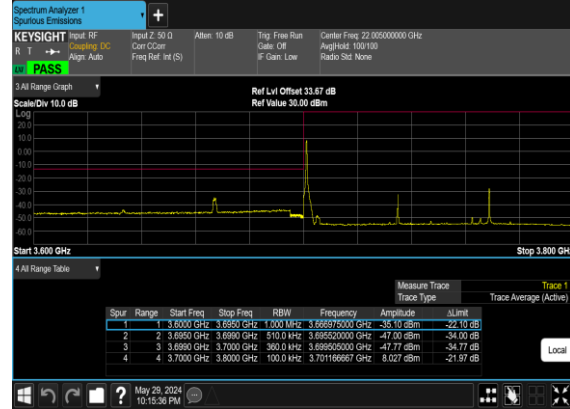 Spectrum Analyzer 1
Spurious Emissions
KEYSIGHT Input: RF Input Z: 50 Ω Atten: 10 dB Trig: Free Run Center Freq: 22.005000000 GHz
R T Coupling: DC Corr CCorr Gate: Off Avg|Hold: 100/100
Align: Auto Freq Ref: Int (S) IF Gain: Low Radio Std: None
LXI PASS
3 All Range Graph
Ref Lvl Offset 33.67 dB
Scale/Div 10.0 dB Ref Value 30.00 dBm
Log
20.0
10.0
0.00
-10.0
-20.0
-30.0
-40.0
-50.0
-60.0
Start 3.600 GHz Stop 3.800 GHz
4 All Range Table
Measure Trace Trace 1
Trace Type Trace Average (Active)
Spur Range Start Freq Stop Freq RBW Frequency Amplitude ΔLimit
1 1 3.6000 GHz 3.6950 GHz 1.000 MHz 3.666975000 GHz -35.10 dBm -22.10 dB
2 2 3.6950 GHz 3.6990 GHz 510.0 kHz 3.695520000 GHz -47.00 dBm -34.00 dB
3 3 3.6990 GHz 3.7000 GHz 360.0 kHz 3.699505000 GHz -47.77 dBm -34.77 dB
4 4 3.7000 GHz 3.8000 GHz 100.0 kHz 3.701166667 GHz 8.027 dBm -21.97 dB
Local
May 29, 2024
10:15:36 PM